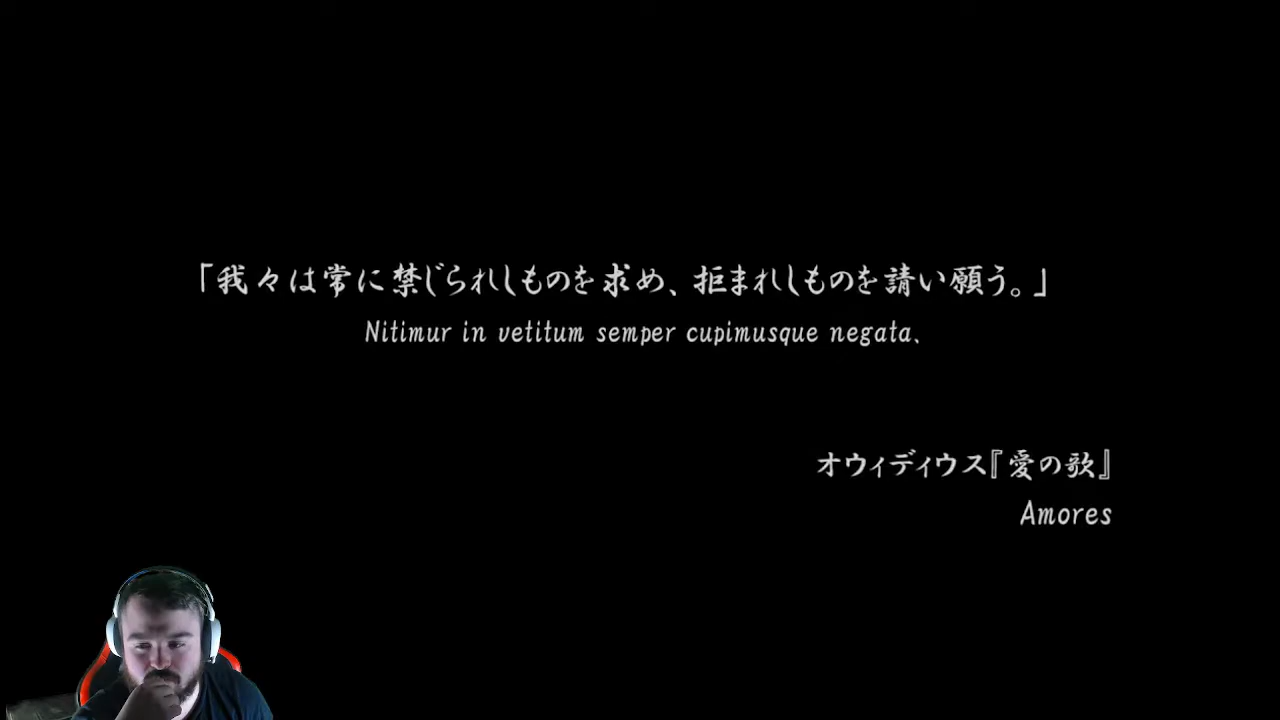 「我々は常に禁じられしものを求め、拒まれしものを請い願う。」
Nitimur in vetitum semper cupimusque negata.
オウィディウス『愛の歌』
Amores